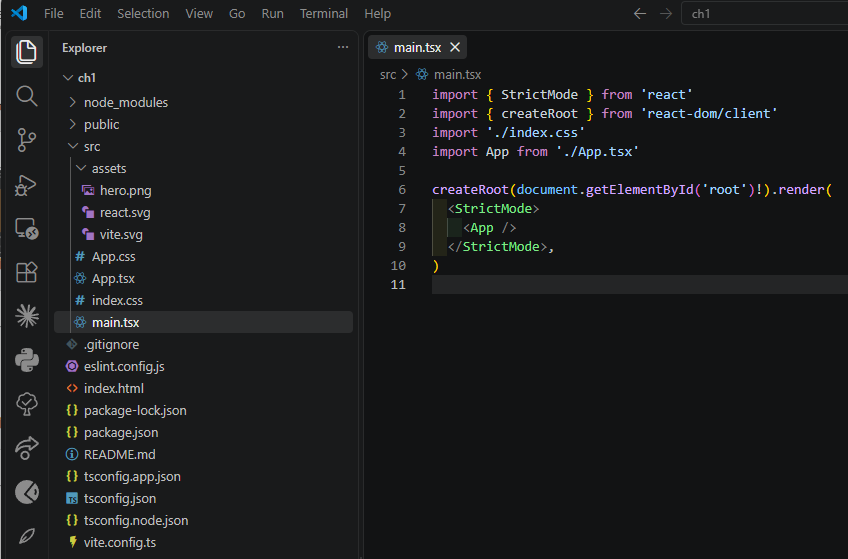 File Edit Selection View Go Run Terminal Help
ch1
Explorer
ch1
node_modules
public
src
assets
hero.png
react.svg
vite.svg
# App.css
App.tsx
# index.css
main.tsx
.gitignore
eslint.config.js
<> index.html
{} package-lock.json
{} package.json
README.md
{} tsconfig.app.json
TS tsconfig.json
{} tsconfig.node.json
vite.config.ts
main.tsx
src > main.tsx
1 import { StrictMode } from 'react'
2 import { createRoot } from 'react-dom/client'
3 import './index.css'
4 import App from './App.tsx'
5
6 createRoot(document.getElementById('root')!).render(
7   <StrictMode>
8     <App />
9   </StrictMode>,
10 )
11